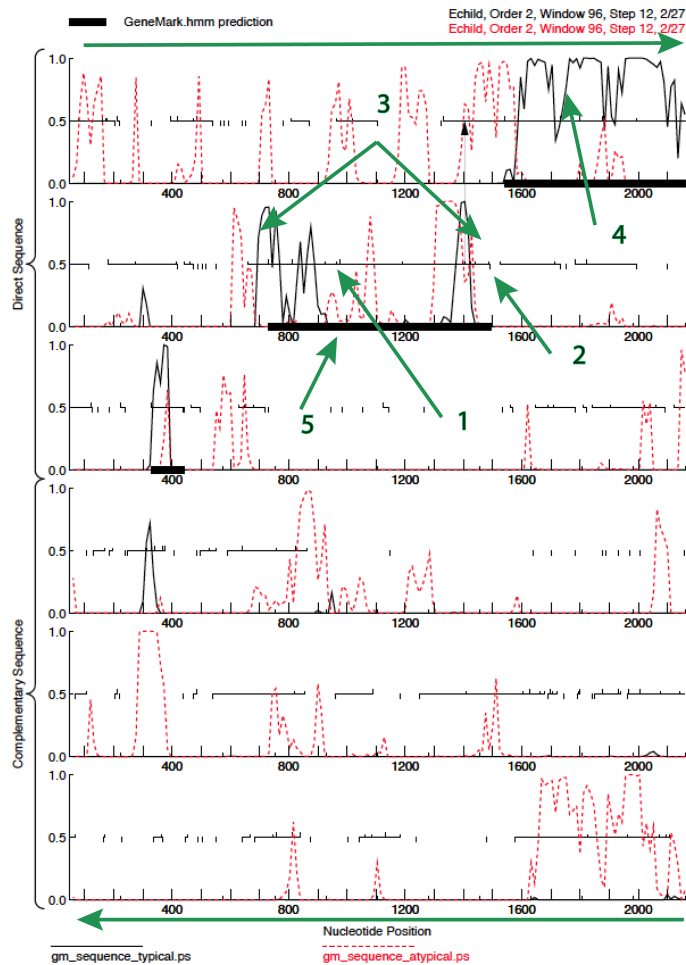 GeneMark.hmm prediction
Echild, Order 2, Window 96, Step 12, 2/27
Echild, Order 2, Window 96, Step 12, 2/27
1.0
3
0.5
0.0
400 800 1200 1600 2000
4
1.0
Direct Sequence
0.5
0.0
400 800 1200 1600 2000
2
1.0
5 1
0.5
0.0
400 800 1200 1600 2000
1.0
0.5
0.0
400 800 1200 1600 2000
1.0
Complementary Sequence
0.5
0.0
400 800 1200 1600 2000
1.0
0.5
0.0
400 800 1200 1600 2000
Nucleotide Position
gm_sequence_typical.ps gm_sequence_atypical.ps